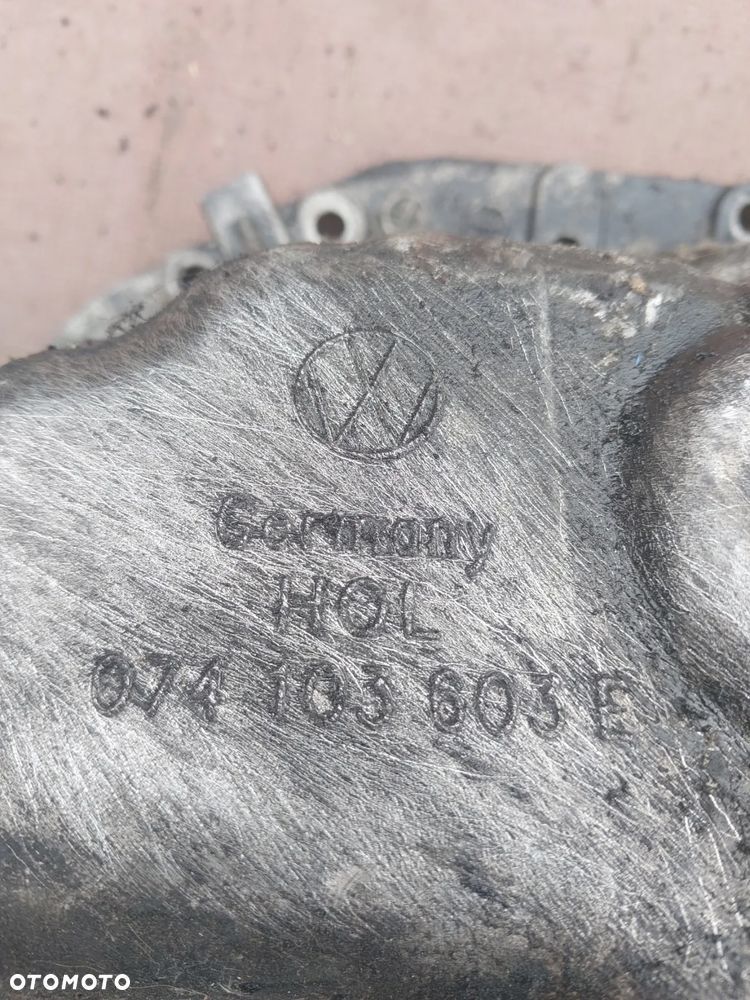 Germany
HOL
074 103 603 E
OTOMOTO